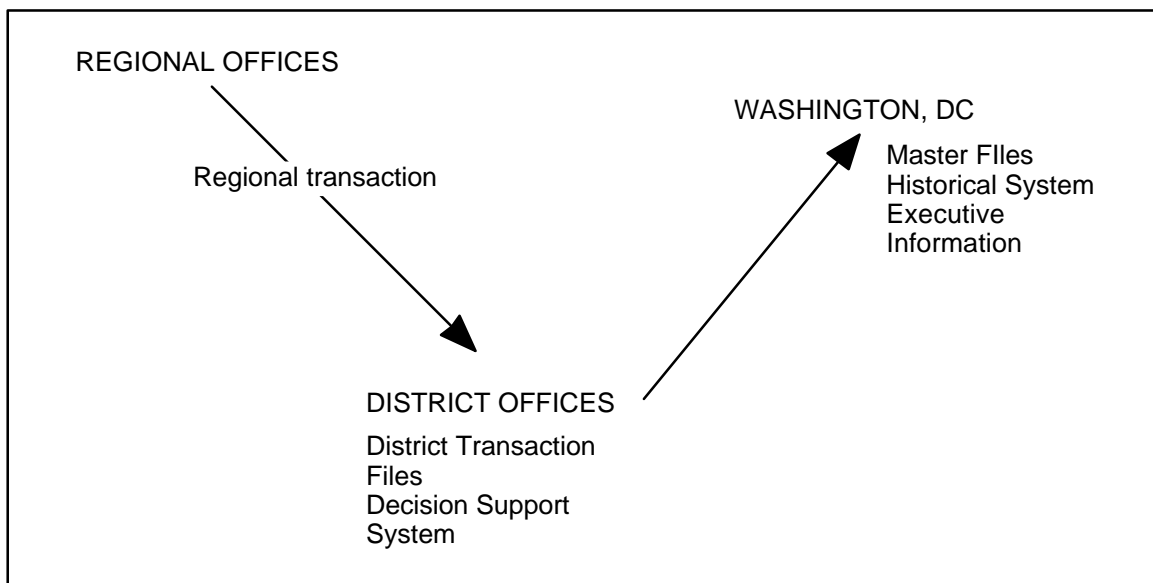 REGIONAL OFFICES
Regional transaction
WASHINGTON, DC
Master FIles
Historical System
Executive
Information
DISTRICT OFFICES
District Transaction
Files
Decision Support
System